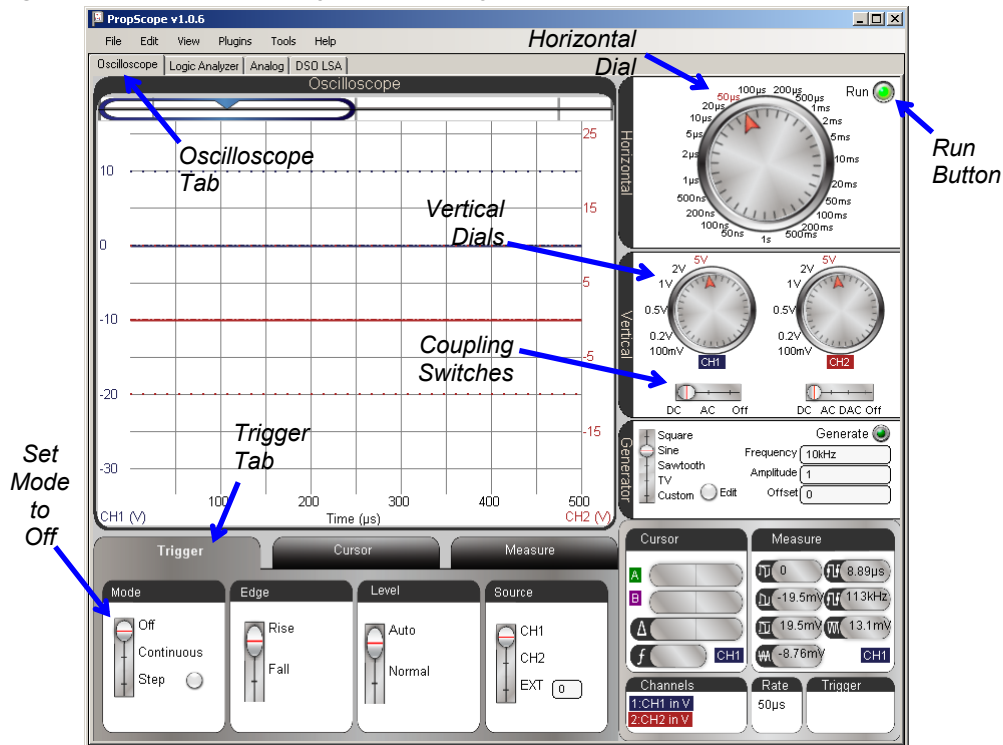 PropScope v1.0.6
File Edit View Plugins Tools Help
Oscilloscope Logic Analyzer Analog DSO LSA
Horizontal
Dial
Oscilloscope
25
10
15
0
5
-10
-5
-20
-15
-30
100 200 300 400 500
CH1 (V) Time (µs) CH2 (V)
Oscilloscope
Tab
Vertical
Dials
Coupling
Switches
Trigger
Tab
Set
Mode
to
Off
Run
Button
Horizontal
Run
50ns
100ns
200ns
500ns
1µs
2µs
5µs
10µs
20µs
50µs
100µs
200µs
500µs
1ms
2ms
5ms
10ms
20ms
50ms
100ms
200ms
500ms
1s
Vertical
5V
2V
1V
0.5V
0.2V
100mV
CH1
DC AC Off
5V
2V
1V
0.5V
0.2V
100mV
CH2
DC AC DAC Off
Generator
Square
Sine
Sawtooth
TV
Custom Edit
Generate
Frequency 10kHz
Amplitude 1
Offset 0
Trigger Cursor Measure
Mode
Off
Continuous
Step
Edge
Rise
Fall
Level
Auto
Normal
Source
CH1
CH2
EXT 0
Cursor
A
B
Δ
f CH1
Measure
0 8.89µs
-19.5mV 113kHz
19.5mV 13.1mV
-8.76mV CH1
Channels
1:CH1 in V
2:CH2 in V
Rate
50µs
Trigger